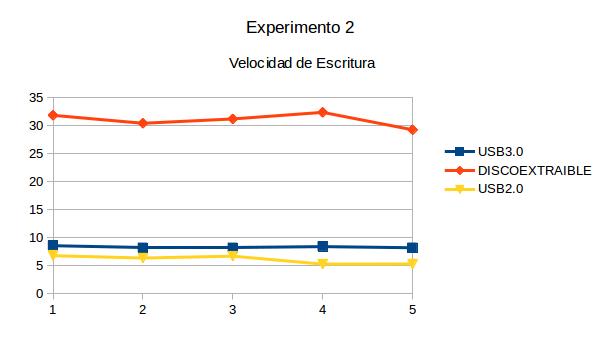 Experimento 2
Velocidad de Escritura
35
30
25
20
15
10
5
0
1 2 3 4 5
USB3.0
DISCOEXTRAIBLE
USB2.0